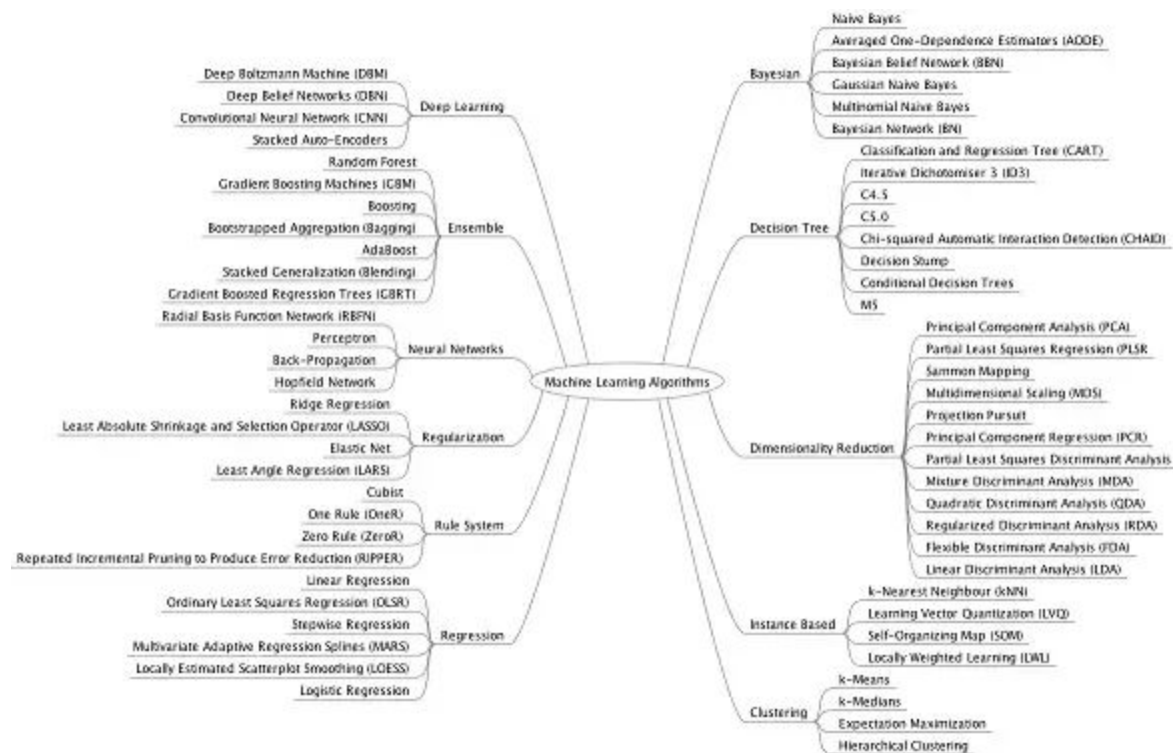 Machine Learning Algorithms
Deep Learning
Deep Boltzmann Machine (DBM)
Deep Belief Networks (DBN)
Convolutional Neural Network (CNN)
Stacked Auto-Encoders
Ensemble
Random Forest
Gradient Boosting Machines (GBM)
Boosting
Bootstrapped Aggregation (Bagging)
AdaBoost
Stacked Generalization (Blending)
Gradient Boosted Regression Trees (GBRT)
Neural Networks
Radial Basis Function Network (RBFN)
Perceptron
Back-Propagation
Hopfield Network
Regularization
Ridge Regression
Least Absolute Shrinkage and Selection Operator (LASSO)
Elastic Net
Least Angle Regression (LARS)
Rule System
Cubist
One Rule (OneR)
Zero Rule (ZeroR)
Repeated Incremental Pruning to Produce Error Reduction (RIPPER)
Regression
Linear Regression
Ordinary Least Squares Regression (OLSR)
Stepwise Regression
Multivariate Adaptive Regression Splines (MARS)
Locally Estimated Scatterplot Smoothing (LOESS)
Logistic Regression
Bayesian
Naive Bayes
Averaged One-Dependence Estimators (AODE)
Bayesian Belief Network (BBN)
Gaussian Naive Bayes
Multinomial Naive Bayes
Bayesian Network (BN)
Decision Tree
Classification and Regression Tree (CART)
Iterative Dichotomiser 3 (ID3)
C4.5
C5.0
Chi-squared Automatic Interaction Detection (CHAID)
Decision Stump
Conditional Decision Trees
M5
Dimensionality Reduction
Principal Component Analysis (PCA)
Partial Least Squares Regression (PLSR
Sammon Mapping
Multidimensional Scaling (MDS)
Projection Pursuit
Principal Component Regression (PCR)
Partial Least Squares Discriminant Analysis
Mixture Discriminant Analysis (MDA)
Quadratic Discriminant Analysis (QDA)
Regularized Discriminant Analysis (RDA)
Flexible Discriminant Analysis (FDA)
Linear Discriminant Analysis (LDA)
Instance Based
k-Nearest Neighbour (kNN)
Learning Vector Quantization (LVQ)
Self-Organizing Map (SOM)
Locally Weighted Learning (LWL)
Clustering
k-Means
k-Medians
Expectation Maximization
Hierarchical Clustering